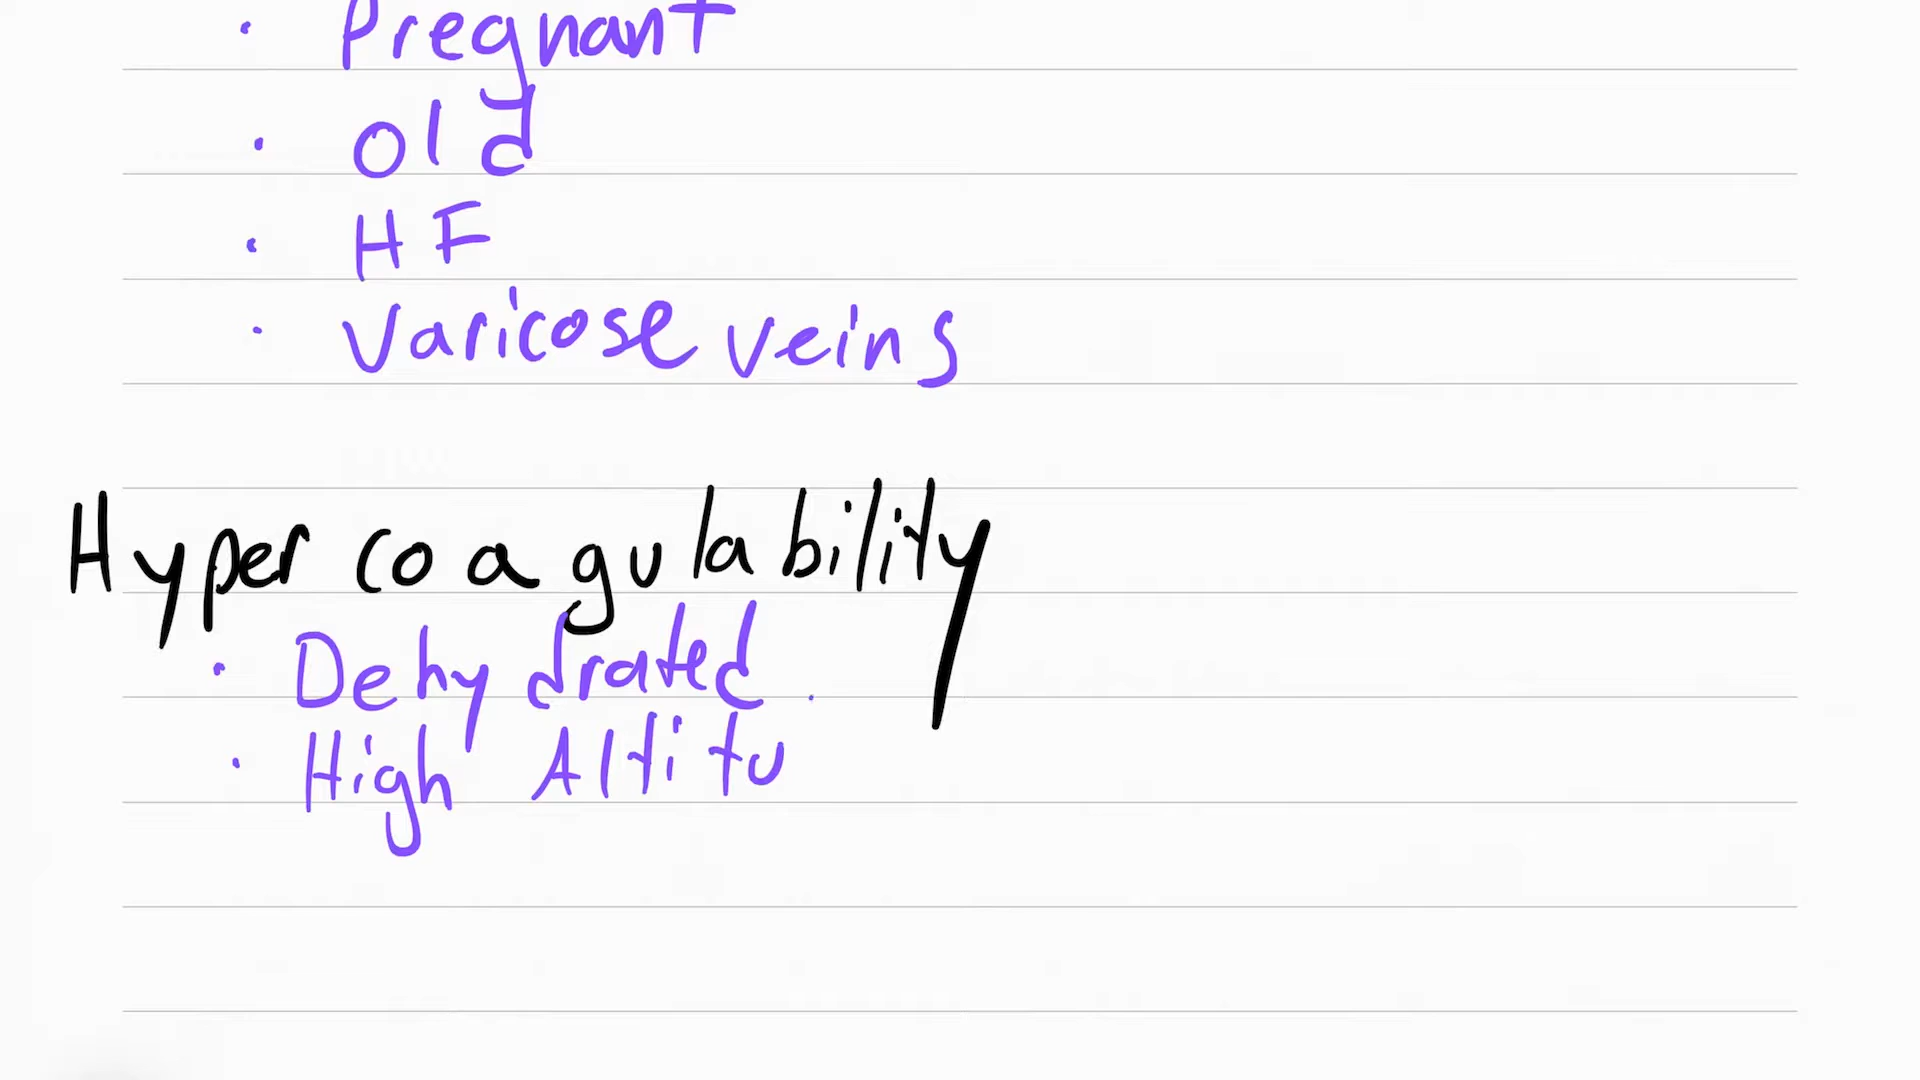 · Pregnant
· Old
· HF
· Varicose veins
Hypercoagulability
· Dehydrated.
· High Altitu